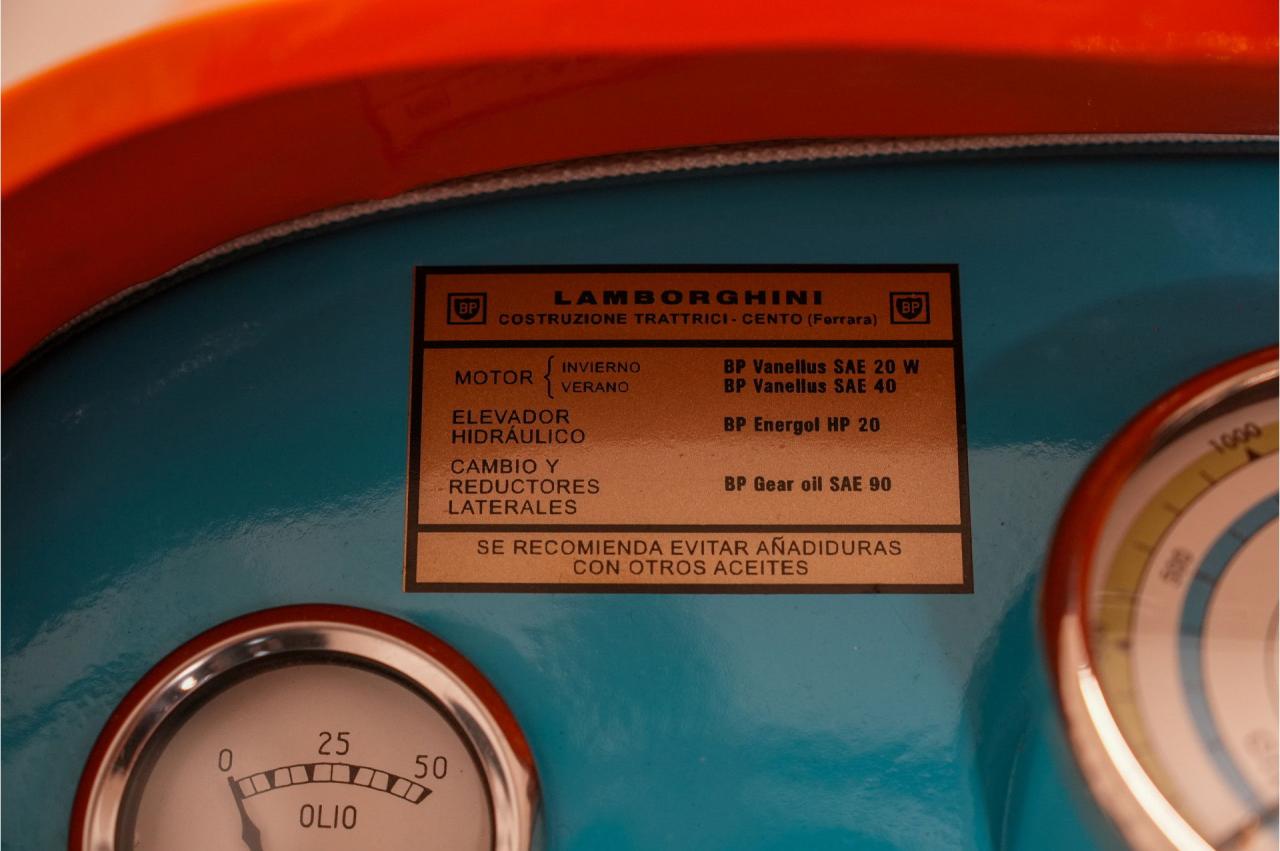 BP LAMBORGHINI BP
COSTRUZIONE TRATTRICI - CENTO (Ferrara)
MOTOR { INVIERNO BP Vanellus SAE 20 W
VERANO BP Vanellus SAE 40
ELEVADOR
HIDRÁULICO BP Energol HP 20
CAMBIO Y
REDUCTORES BP Gear oil SAE 90
LATERALES
SE RECOMIENDA EVITAR AÑADIDURAS
CON OTROS ACEITES
0 25 50
OLIO
1000
500